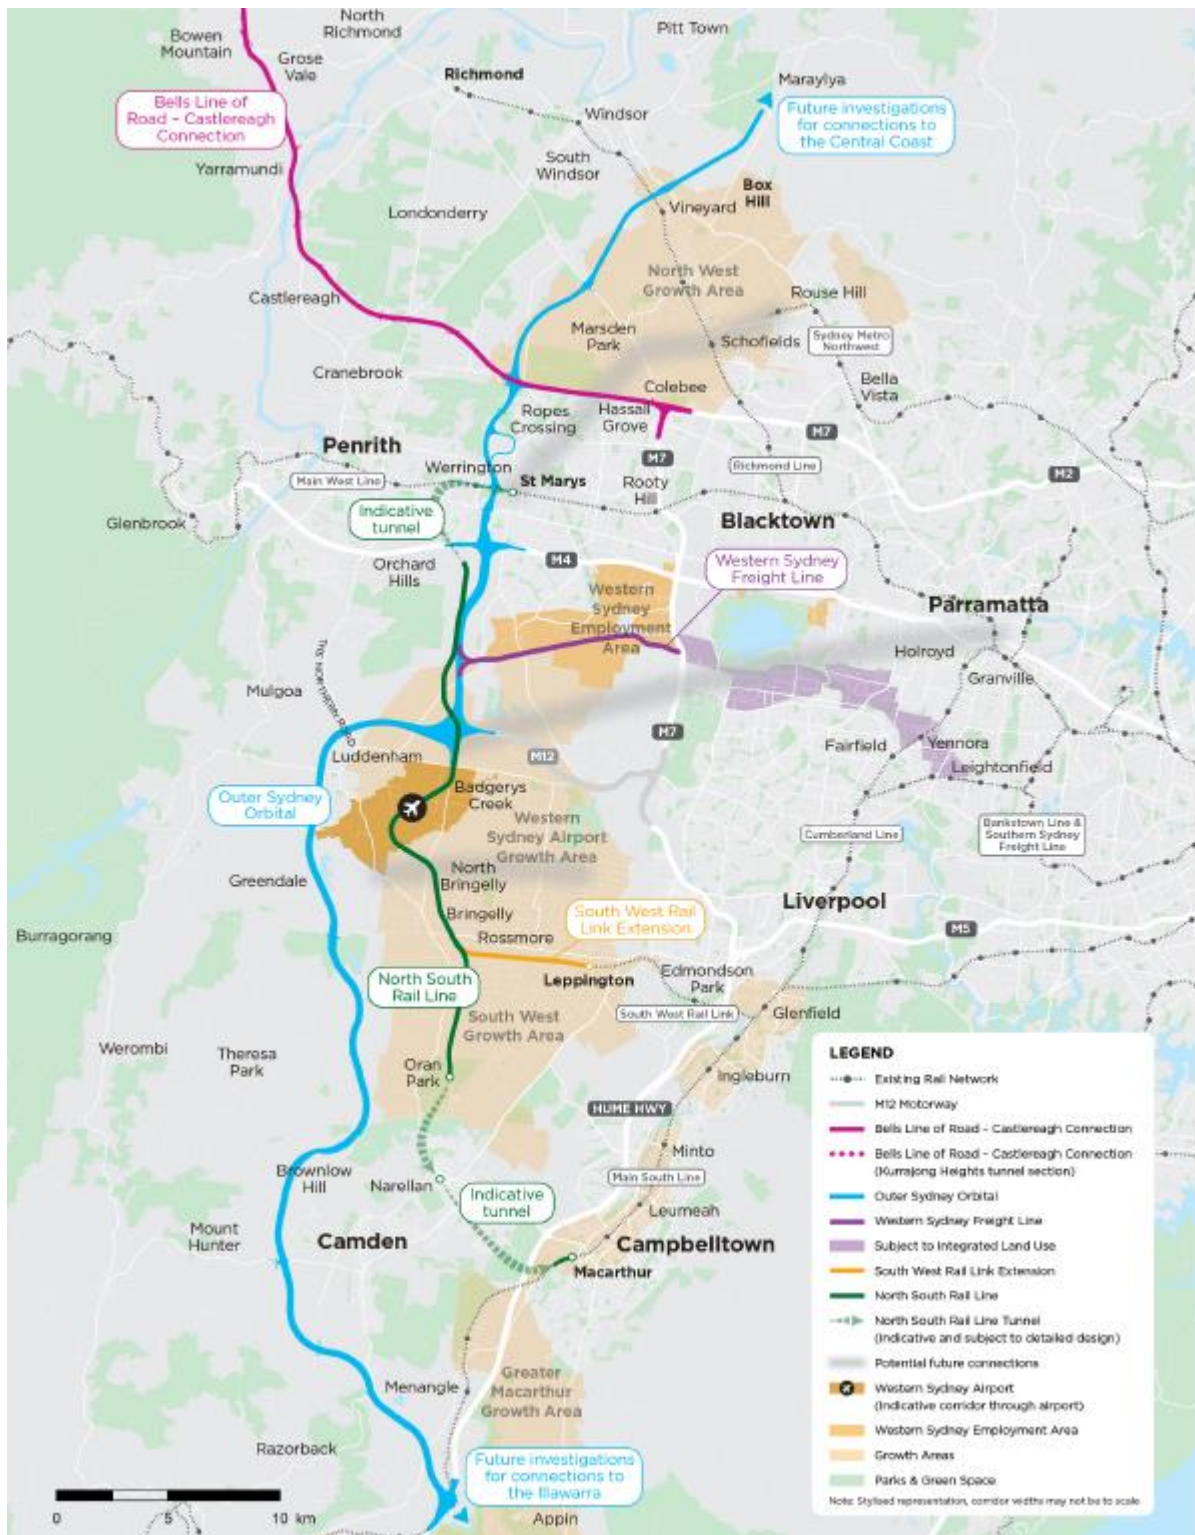 North
Richmond
Pitt Town
Bowen
Mountain
Grose
Vale
Richmond
Maraylya
Bells Line of
Road – Castlereagh
Connection
Windsor
Future investigations
for connections to
the Central Coast
Yarramundi
South
Windsor
Box
Hill
Londonderry
Vineyard
North West
Growth Area
Castlereagh
Rouse Hill
Marsden
Park
Schofields
Sydney Metro
Northwest
Cranebrook
Colebee
Bella
Vista
Ropes
Crossing
Hassall
Grove
M7
Penrith
M7
Richmond Line
M2
Werrington
Main West Line
St Marys
Rooty
Hill
Indicative
tunnel
Blacktown
Glenbrook
Orchard
Hills
M4
Western Sydney
Freight Line
Western
Sydney
Employment
Area
Parramatta
Holroyd
Granville
THE NORTHERN ROAD
Mulgoa
M7
Fairfield
Yennora
Luddenham
M12
Leightonfield
Badgerys
Creek
Outer Sydney
Orbital
Western
Sydney Airport
Growth Area
Cumberland Line
Bankstown Line &
Southern Sydney
Freight Line
Greendale
North
Bringelly
Liverpool
Bringelly
South West Rail
Link Extension
M5
Burragorang
Rossmore
North South
Rail Line
Leppington
Edmondson
Park
South West Rail Link
Glenfield
South West
Growth Area
Werombi
Theresa
Park
Oran
Park
Ingleburn
HUME HWY
Minto
Brownlow
Hill
Narellan
Main South Line
Indicative
tunnel
Leumeah
Mount
Hunter
Camden
Campbelltown
Macarthur
Menangle
Greater
Macarthur
Growth Area
Razorback
Future investigations
for connections to
the Illawarra
Appin
0 5 10 km
LEGEND
Existing Rail Network
M12 Motorway
Bells Line of Road – Castlereagh Connection
Bells Line of Road – Castlereagh Connection
(Kurrajong Heights tunnel section)
Outer Sydney Orbital
Western Sydney Freight Line
Subject to Integrated Land Use
South West Rail Link Extension
North South Rail Line
North South Rail Line Tunnel
(Indicative and subject to detailed design)
Potential future connections
Western Sydney Airport
(Indicative corridor through airport)
Western Sydney Employment Area
Growth Areas
Parks & Green Space
Note: Stylised representation, corridor widths may not be to scale